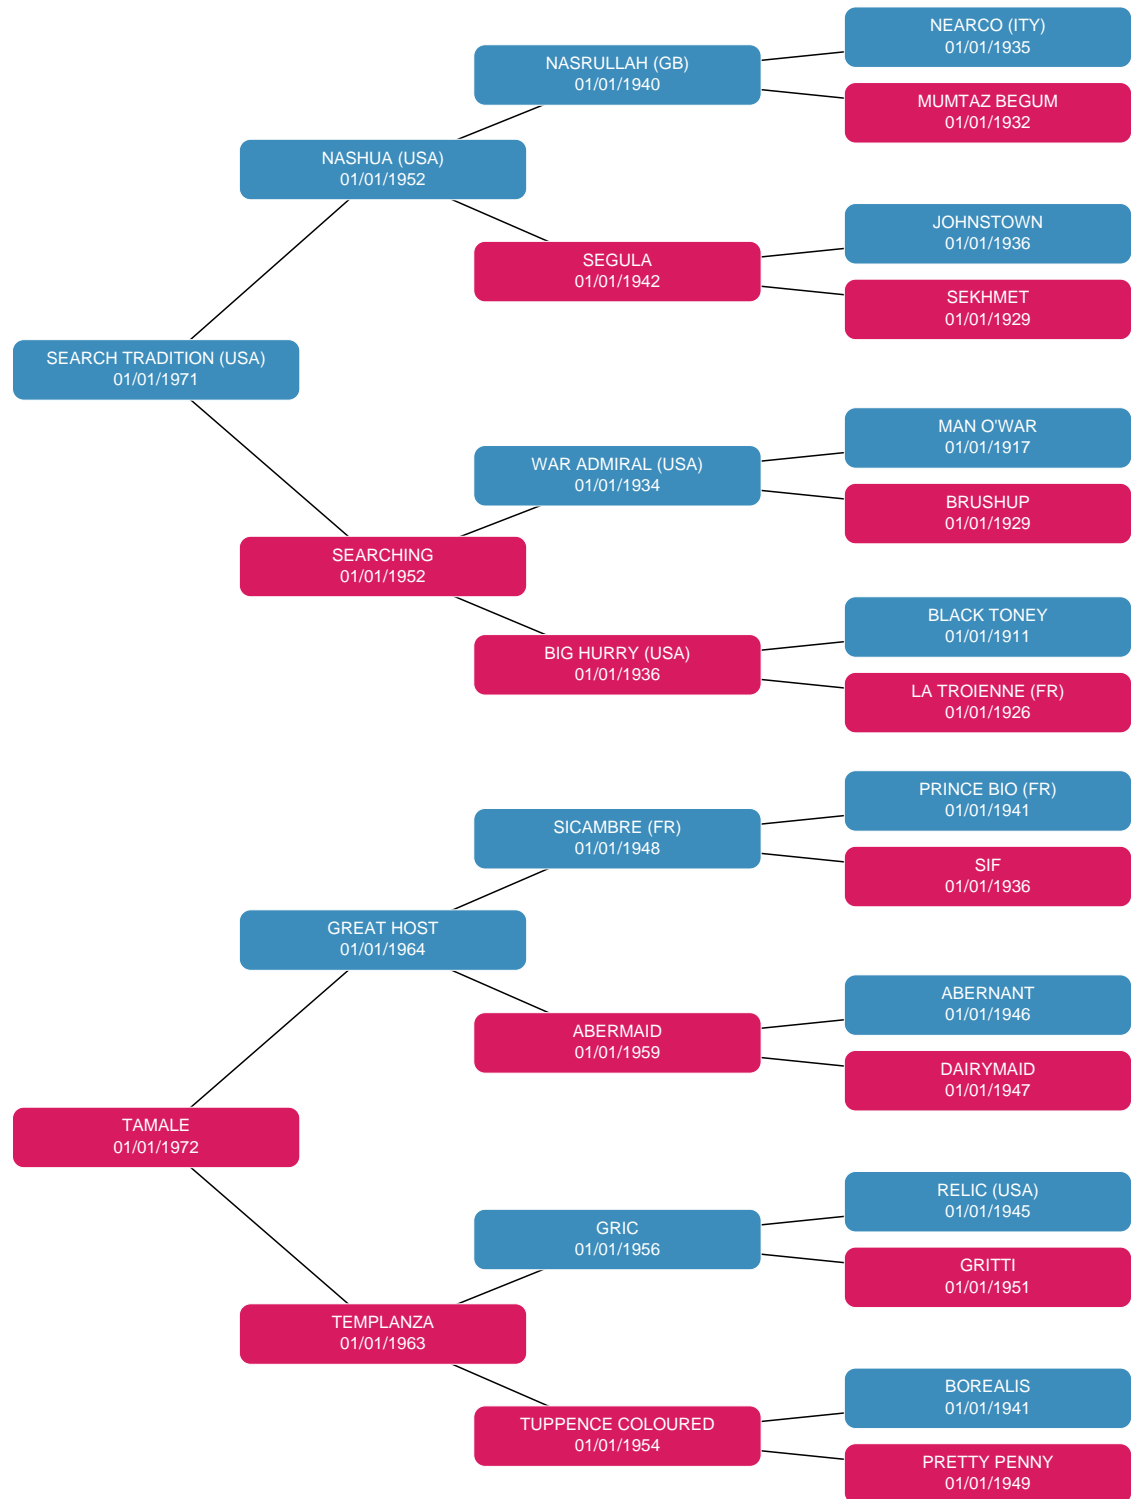 NEARCO (ITY)
01/01/1935
NASRULLAH (GB)
01/01/1940
MUMTAZ BEGUM
01/01/1932
NASHUA (USA)
01/01/1952
JOHNSTOWN
01/01/1936
SEGULA
01/01/1942
SEKHMET
01/01/1929
SEARCH TRADITION (USA)
01/01/1971
MAN O'WAR
01/01/1917
WAR ADMIRAL (USA)
01/01/1934
BRUSHUP
01/01/1929
SEARCHING
01/01/1952
BLACK TONEY
01/01/1911
BIG HURRY (USA)
01/01/1936
LA TROIENNE (FR)
01/01/1926
PRINCE BIO (FR)
01/01/1941
SICAMBRE (FR)
01/01/1948
SIF
01/01/1936
GREAT HOST
01/01/1964
ABERNANT
01/01/1946
ABERMAID
01/01/1959
DAIRYMAID
01/01/1947
TAMALE
01/01/1972
RELIC (USA)
01/01/1945
GRIC
01/01/1956
GRITTI
01/01/1951
TEMPLANZA
01/01/1963
BOREALIS
01/01/1941
TUPPENCE COLOURED
01/01/1954
PRETTY PENNY
01/01/1949